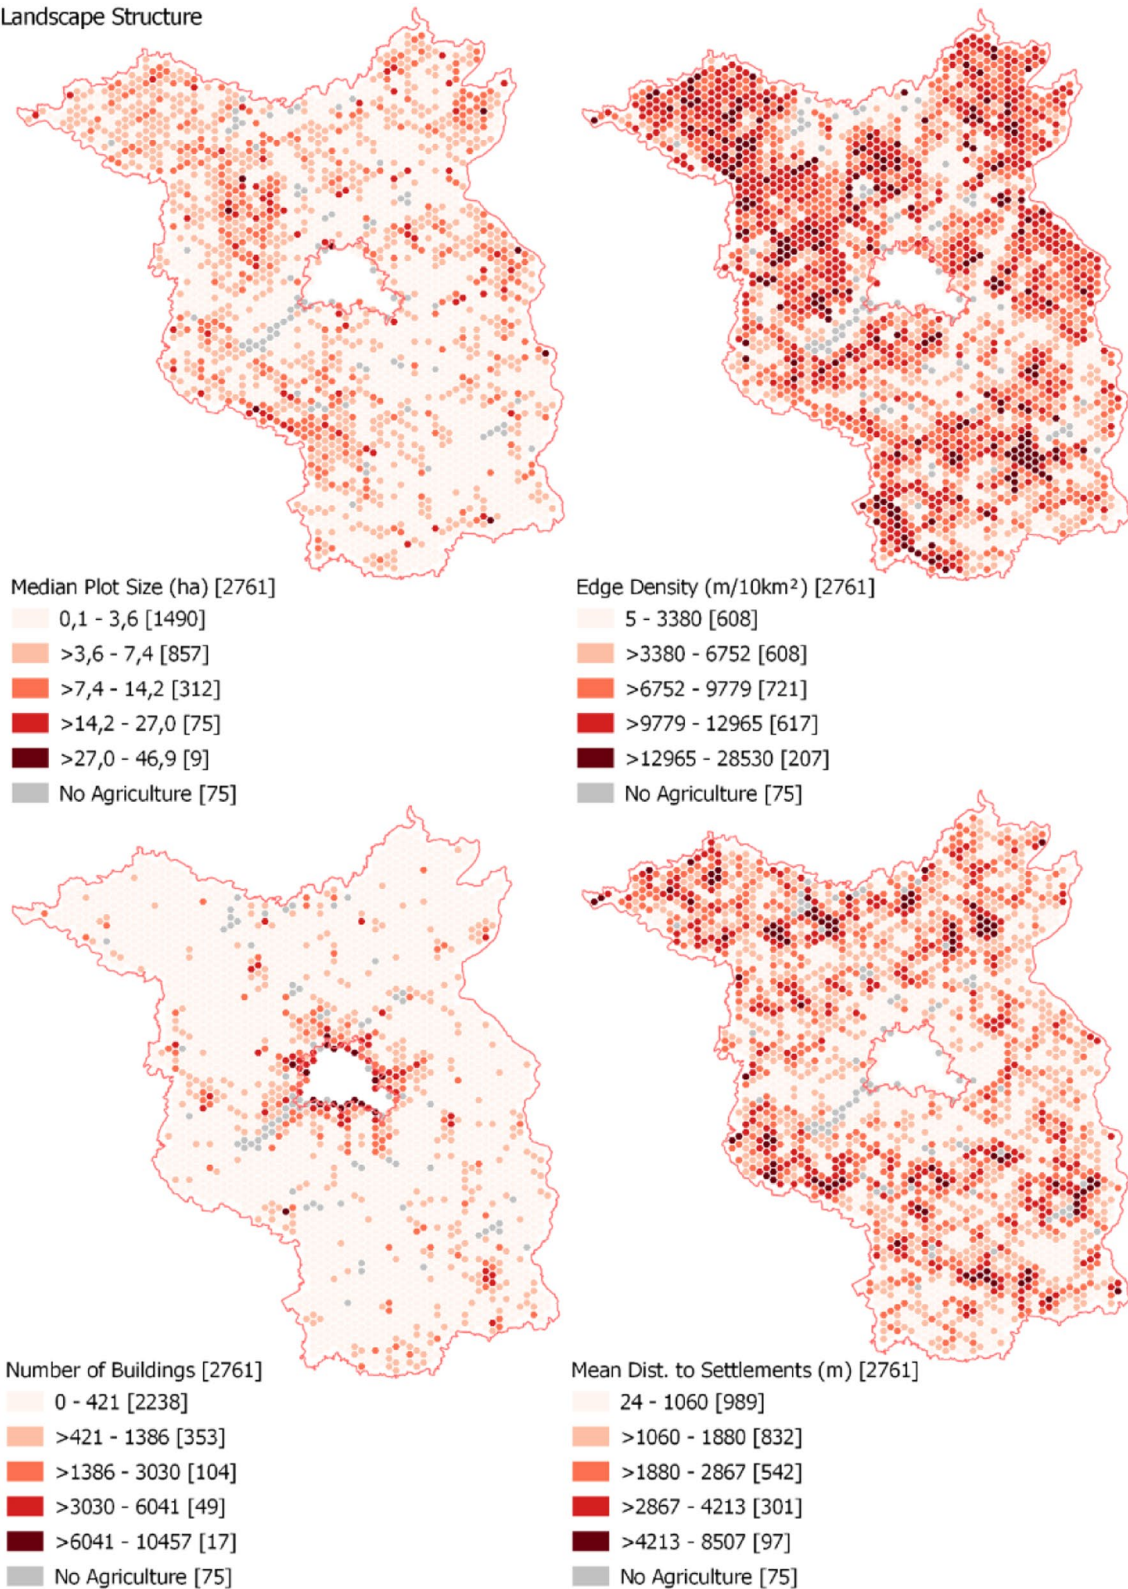 Landscape Structure
Median Plot Size (ha) [2761]
0,1 - 3,6 [1490]
>3,6 - 7,4 [857]
>7,4 - 14,2 [312]
>14,2 - 27,0 [75]
>27,0 - 46,9 [9]
No Agriculture [75]
Edge Density (m/10km²) [2761]
5 - 3380 [608]
>3380 - 6752 [608]
>6752 - 9779 [721]
>9779 - 12965 [617]
>12965 - 28530 [207]
No Agriculture [75]
Number of Buildings [2761]
0 - 421 [2238]
>421 - 1386 [353]
>1386 - 3030 [104]
>3030 - 6041 [49]
>6041 - 10457 [17]
No Agriculture [75]
Mean Dist. to Settlements (m) [2761]
24 - 1060 [989]
>1060 - 1880 [832]
>1880 - 2867 [542]
>2867 - 4213 [301]
>4213 - 8507 [97]
No Agriculture [75]